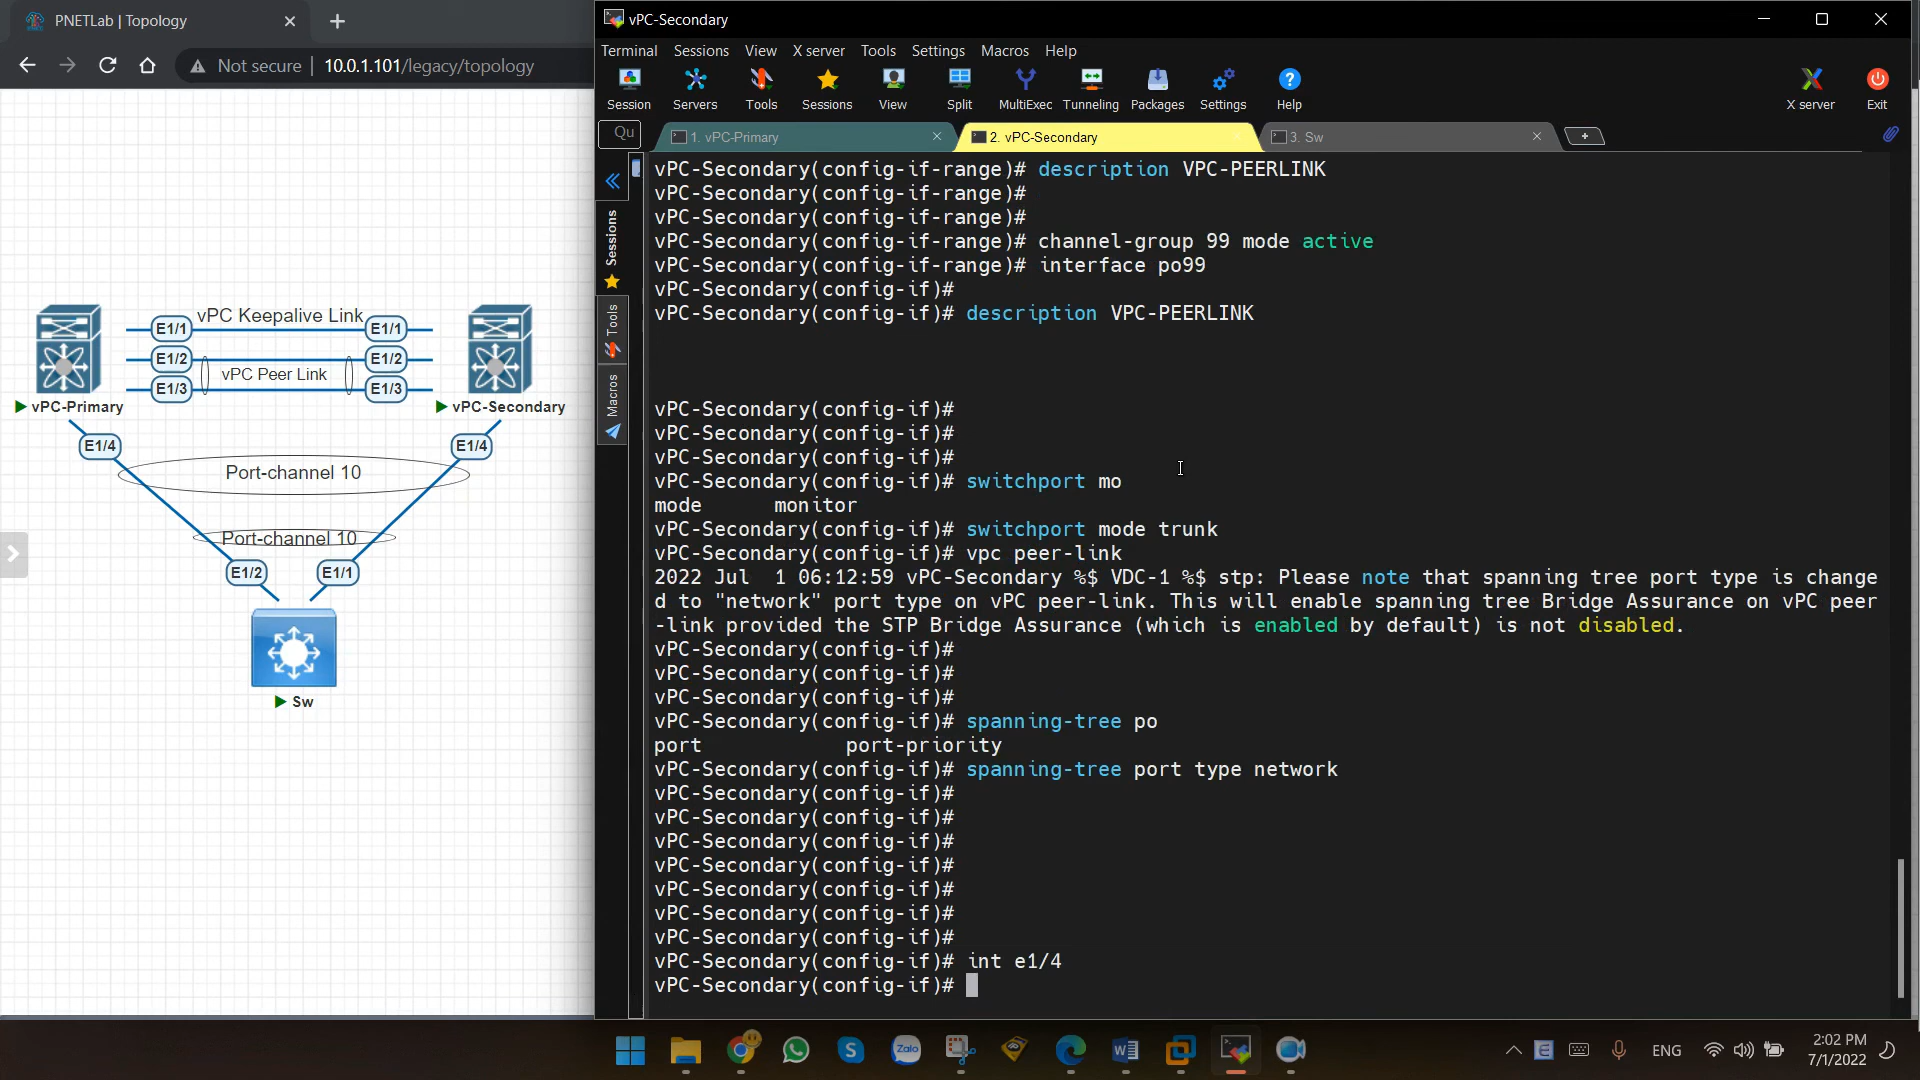 PNETLab | Topology
Not secure
10.0.1.101/legacy/topology
vPC Keepalive Link
E1/1
E1/1
E1/2
E1/2
vPC Peer Link
E1/3
E1/3
vPC-Primary
vPC-Secondary
E1/4
E1/4
Port-channel 10
Port-channel 10
E1/2
E1/1
Sw
vPC-Secondary
Terminal Sessions View X server Tools Settings Macros Help
Session Servers Tools Sessions View Split MultiExec Tunneling Packages Settings Help X server Exit
Qu
1. vPC-Primary
2. vPC-Secondary
3. Sw
Sessions
Tools
Macros
vPC-Secondary(config-if-range)# description VPC-PEERLINK
vPC-Secondary(config-if-range)#
vPC-Secondary(config-if-range)#
vPC-Secondary(config-if-range)# channel-group 99 mode active
vPC-Secondary(config-if-range)# interface po99
vPC-Secondary(config-if)#
vPC-Secondary(config-if)# description VPC-PEERLINK
vPC-Secondary(config-if)#
vPC-Secondary(config-if)#
vPC-Secondary(config-if)#
vPC-Secondary(config-if)# switchport mo
mode      monitor
vPC-Secondary(config-if)# switchport mode trunk
vPC-Secondary(config-if)# vpc peer-link
2022 Jul  1 06:12:59 vPC-Secondary %$ VDC-1 %$ stp: Please note that spanning tree port type is change
d to "network" port type on vPC peer-link. This will enable spanning tree Bridge Assurance on vPC peer
-link provided the STP Bridge Assurance (which is enabled by default) is not disabled.
vPC-Secondary(config-if)#
vPC-Secondary(config-if)#
vPC-Secondary(config-if)#
vPC-Secondary(config-if)# spanning-tree po
port            port-priority
vPC-Secondary(config-if)# spanning-tree port type network
vPC-Secondary(config-if)#
vPC-Secondary(config-if)#
vPC-Secondary(config-if)#
vPC-Secondary(config-if)#
vPC-Secondary(config-if)#
vPC-Secondary(config-if)#
vPC-Secondary(config-if)#
vPC-Secondary(config-if)# int e1/4
vPC-Secondary(config-if)#
Zalo
ENG
2:02 PM
7/1/2022